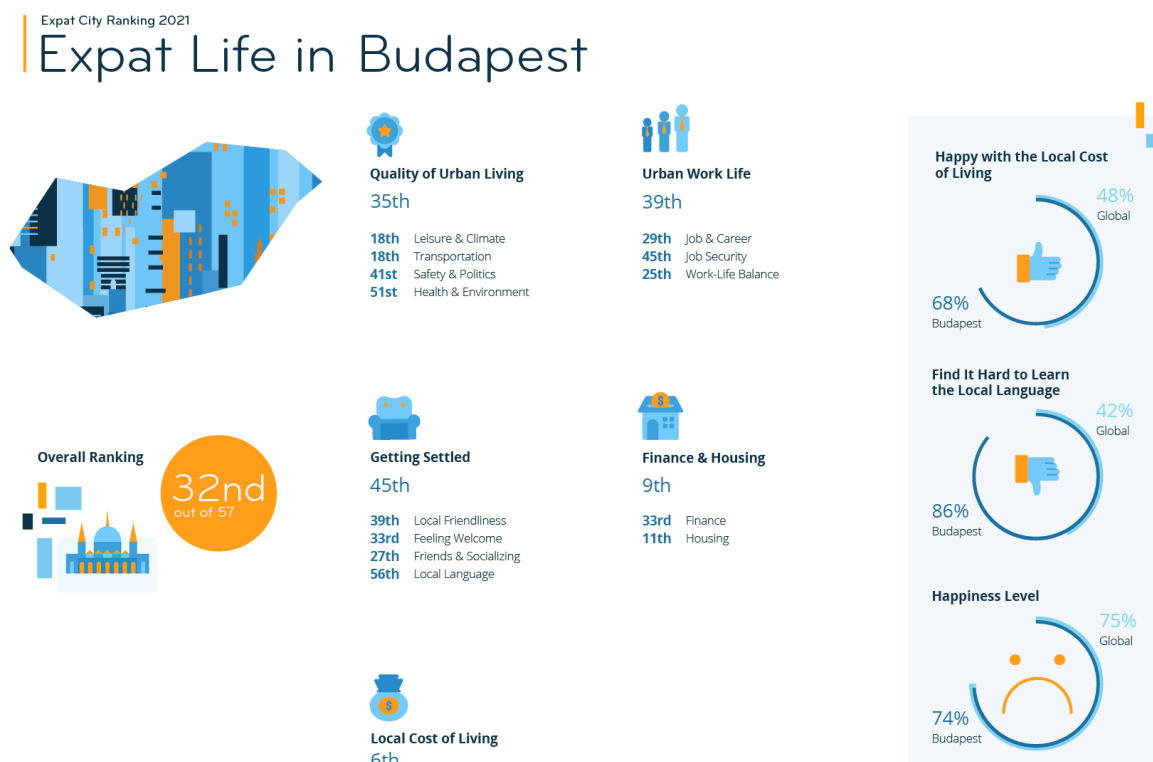 Expat City Ranking 2021
Expat Life in Budapest
Quality of Urban Living
35th
18th Leisure & Climate
18th Transportation
41st Safety & Politics
51st Health & Environment
Urban Work Life
39th
29th Job & Career
45th Job Security
25th Work-Life Balance
Overall Ranking
32nd
out of 57
Getting Settled
45th
39th Local Friendliness
33rd Feeling Welcome
27th Friends & Socializing
56th Local Language
Finance & Housing
9th
33rd Finance
11th Housing
$
$
Local Cost of Living
6th
Happy with the Local Cost
of Living
48%
Global
68%
Budapest
Find It Hard to Learn
the Local Language
42%
Global
86%
Budapest
Happiness Level
75%
Global
74%
Budapest